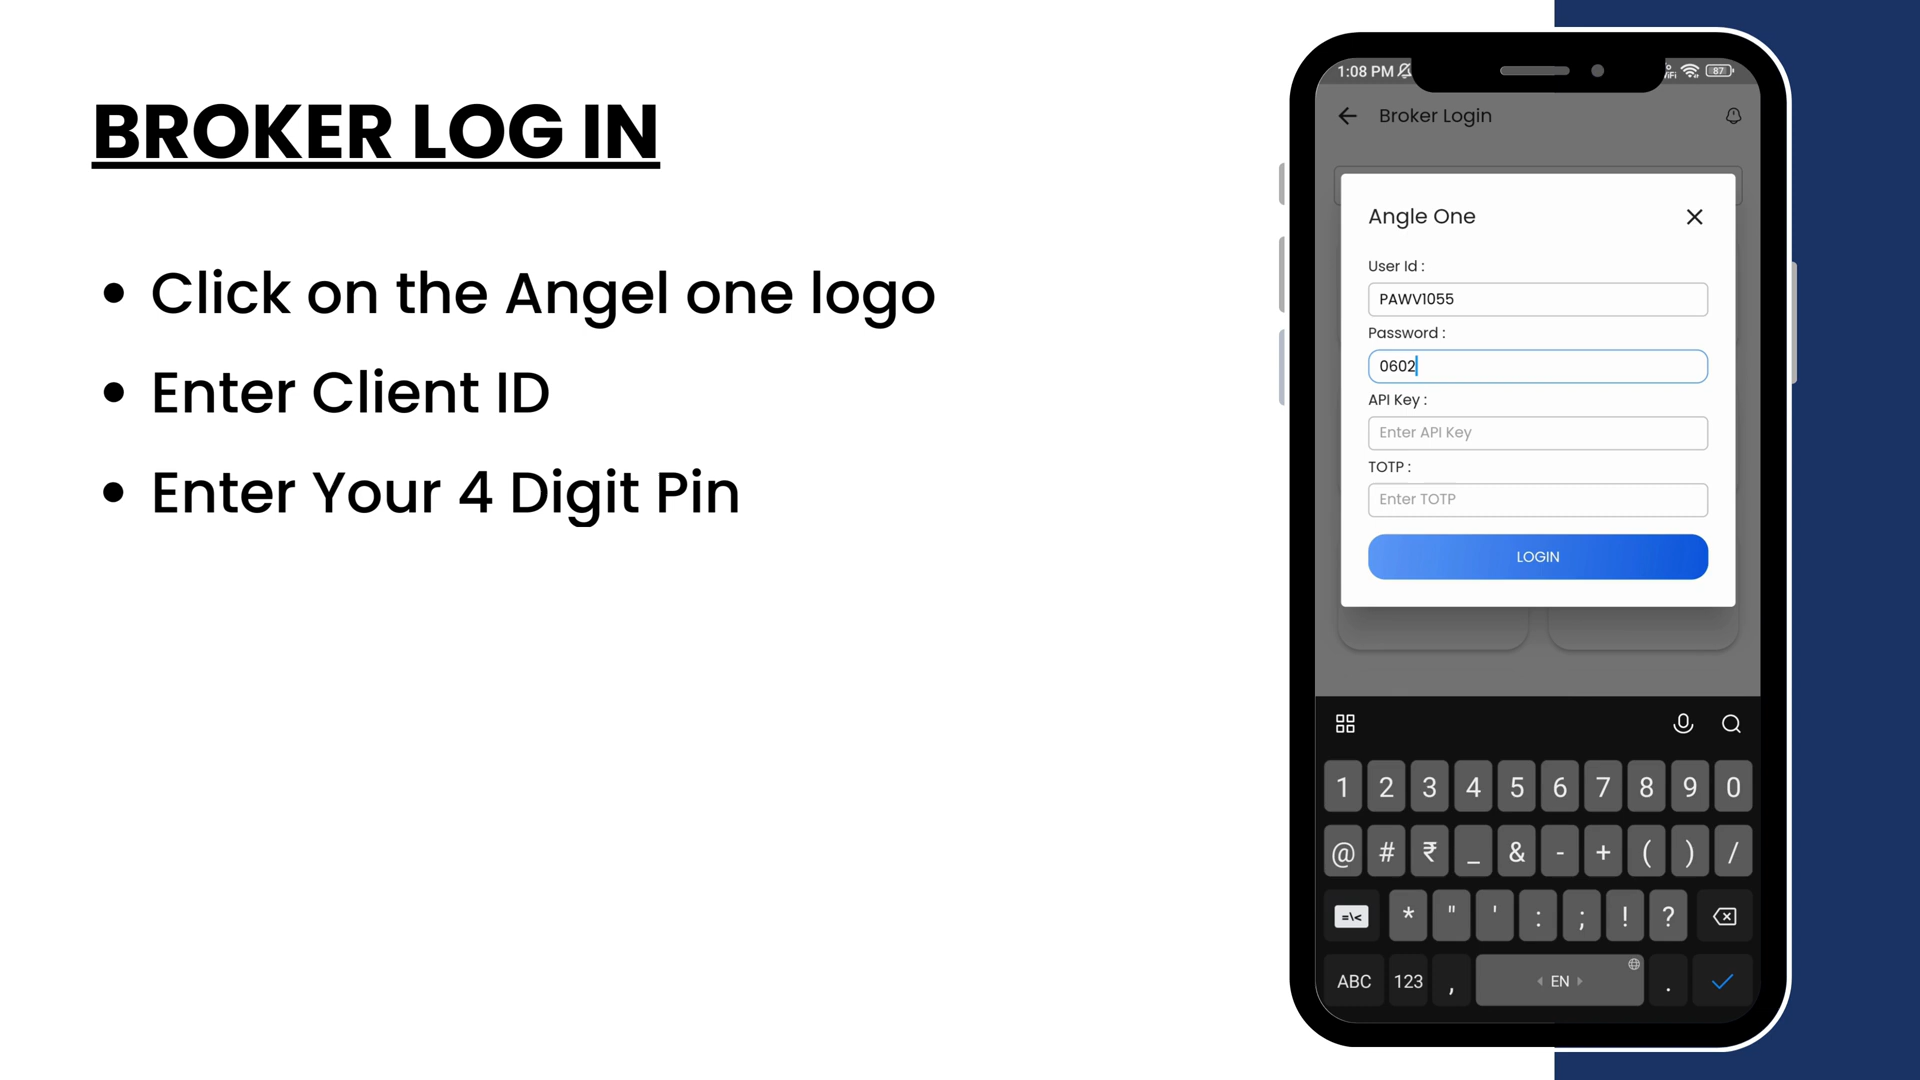 BROKER LOG IN
• Click on the Angel one logo
• Enter Client ID
• Enter Your 4 Digit Pin
1:08 PM
87
Broker Login
Angle One
User Id :
PAWV1055
Password :
0602
API Key :
Enter API Key
TOTP :
Enter TOTP
LOGIN
1 2 3 4 5 6 7 8 9 0
@ # ₹ _ & - + ( ) /
=\< * " ' : ; ! ?
ABC 123 , EN .